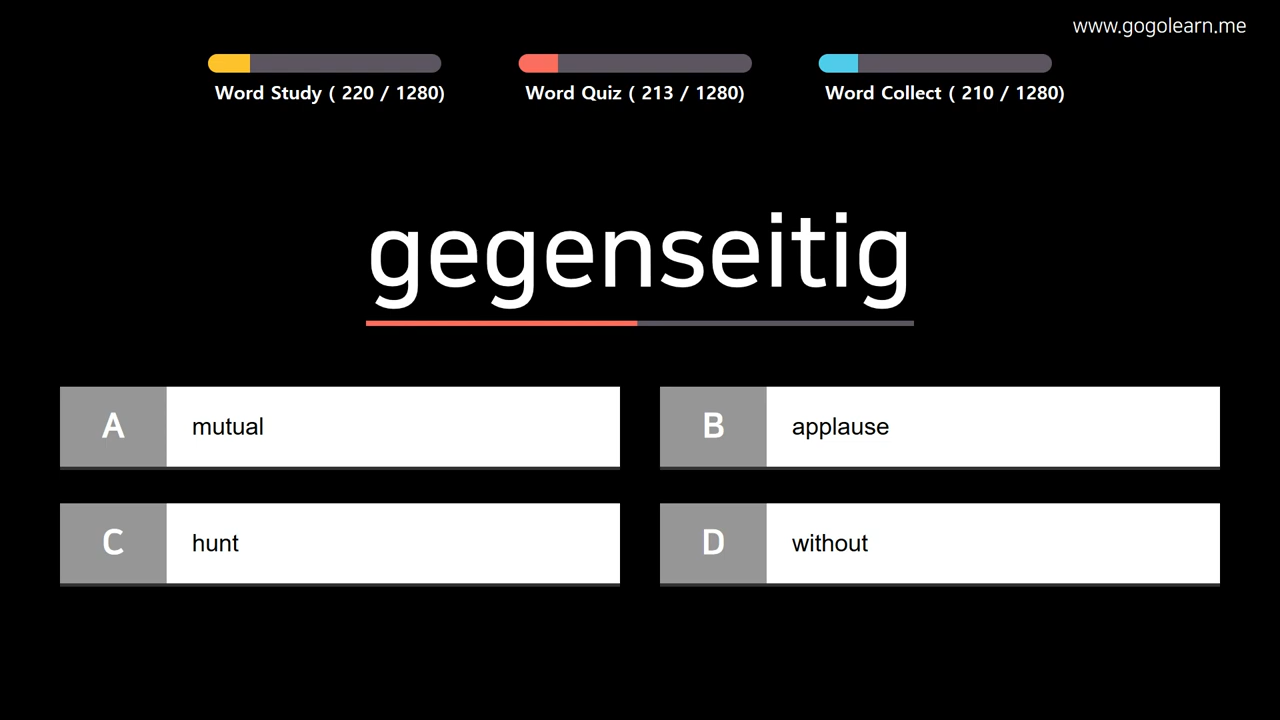 www.gogolearn.me
Word Study ( 220 / 1280)
Word Quiz ( 213 / 1280)
Word Collect ( 210 / 1280)
gegenseitig
A mutual
B applause
C hunt
D without